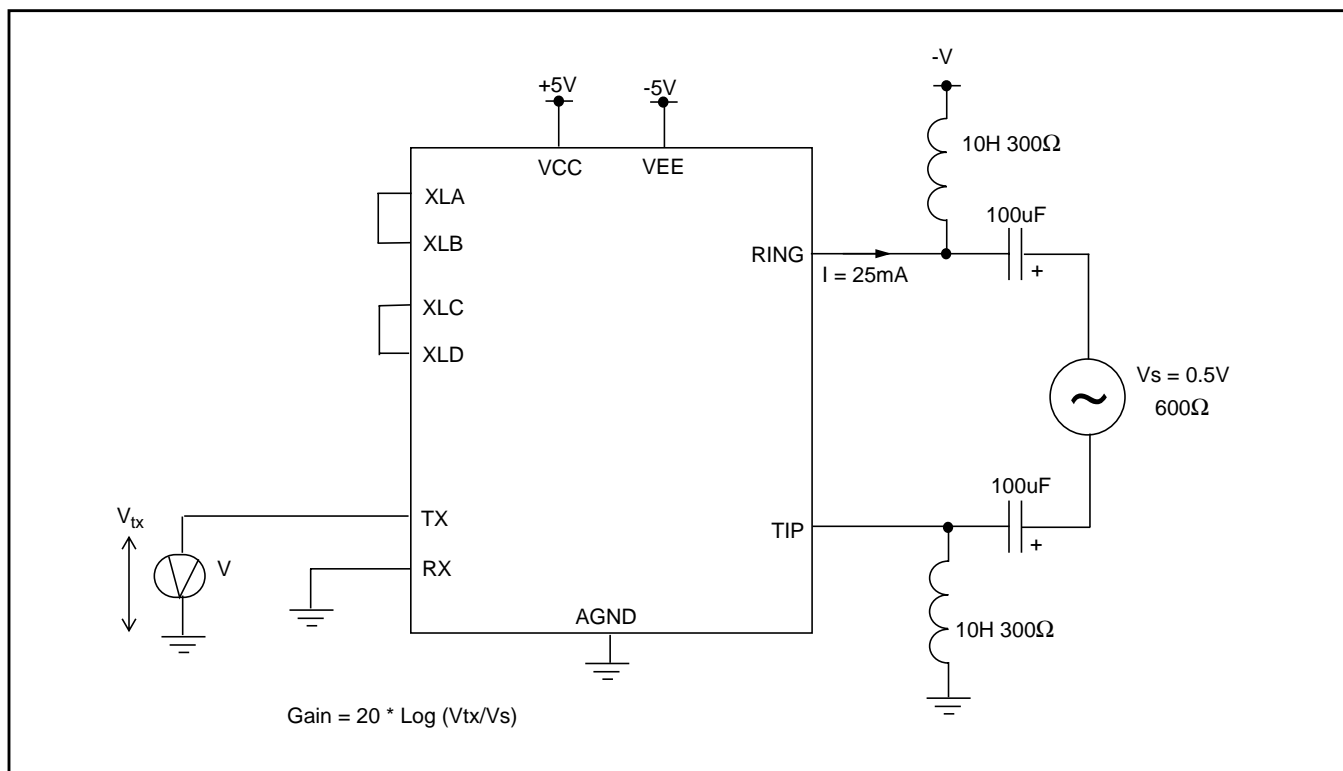 -V
+5V
-5V
10H 300Ω
VCC
VEE
XLA
XLB
100uF
RING
+
I = 25mA
XLC
XLD
Vs = 0.5V
600Ω
100uF
Vtx
TX
TIP
+
V
RX
AGND
10H 300Ω
Gain = 20 * Log (Vtx/Vs)